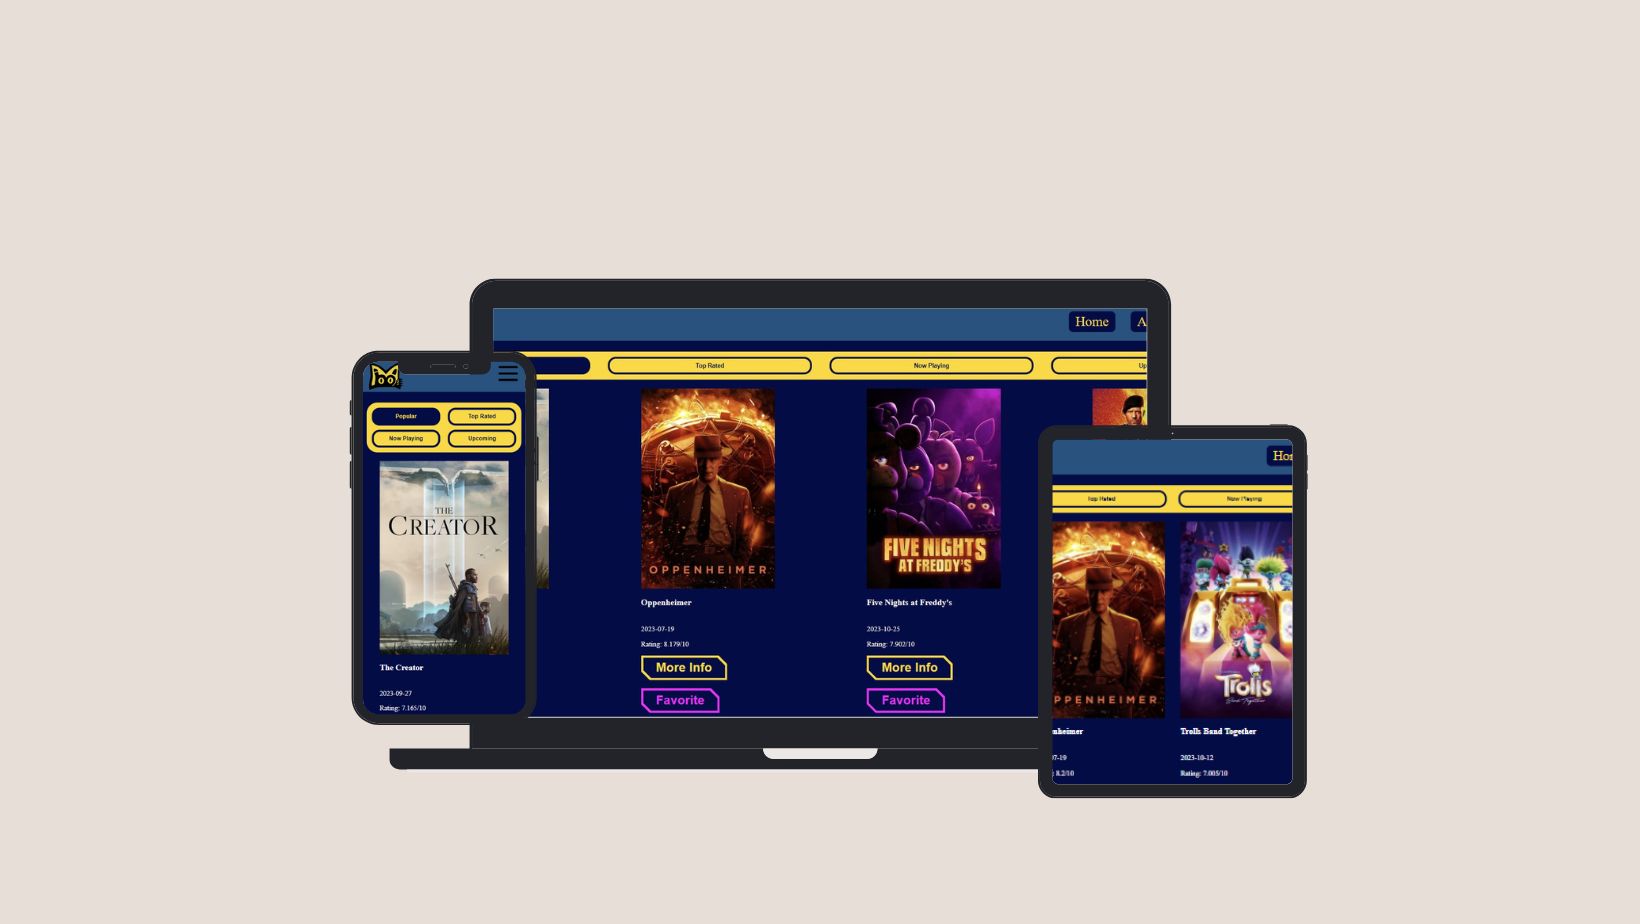 Popular
Top Rated
Now Playing
Upcoming
THE
CREATOR
The Creator
2023-09-27
Rating: 7.165/10
Home
A
Top Rated
Now Playing
Up
OPPENHEIMER
Oppenheimer
2023-07-19
Rating: 8.179/10
More Info
Favorite
FIVE NIGHTS
AT FREDDY'S
Five Nights at Freddy's
2023-10-25
Rating: 7.902/10
More Info
Favorite
Hom
Top Rated
Now Playing
PPENHEIMER
nheimer
07-19
: 8.2/10
Trolls
Band Together
Trolls Band Together
2023-10-12
Rating: 7.005/10